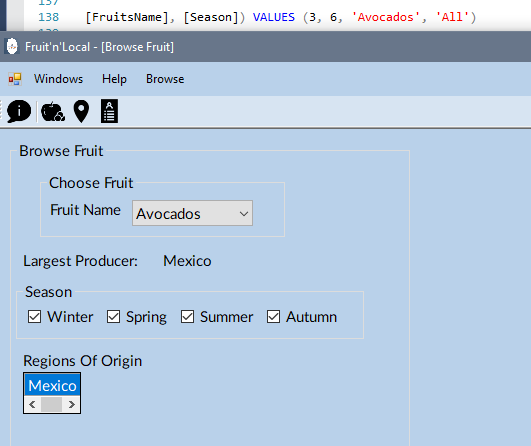 137
138 [FruitsName], [Season]) VALUES (3, 6, 'Avocados', 'All')
Fruit'n'Local - [Browse Fruit]
Windows Help Browse
Browse Fruit
Choose Fruit
Fruit Name Avocados
Largest Producer: Mexico
Season
Winter Spring Summer Autumn
Regions Of Origin
Mexico